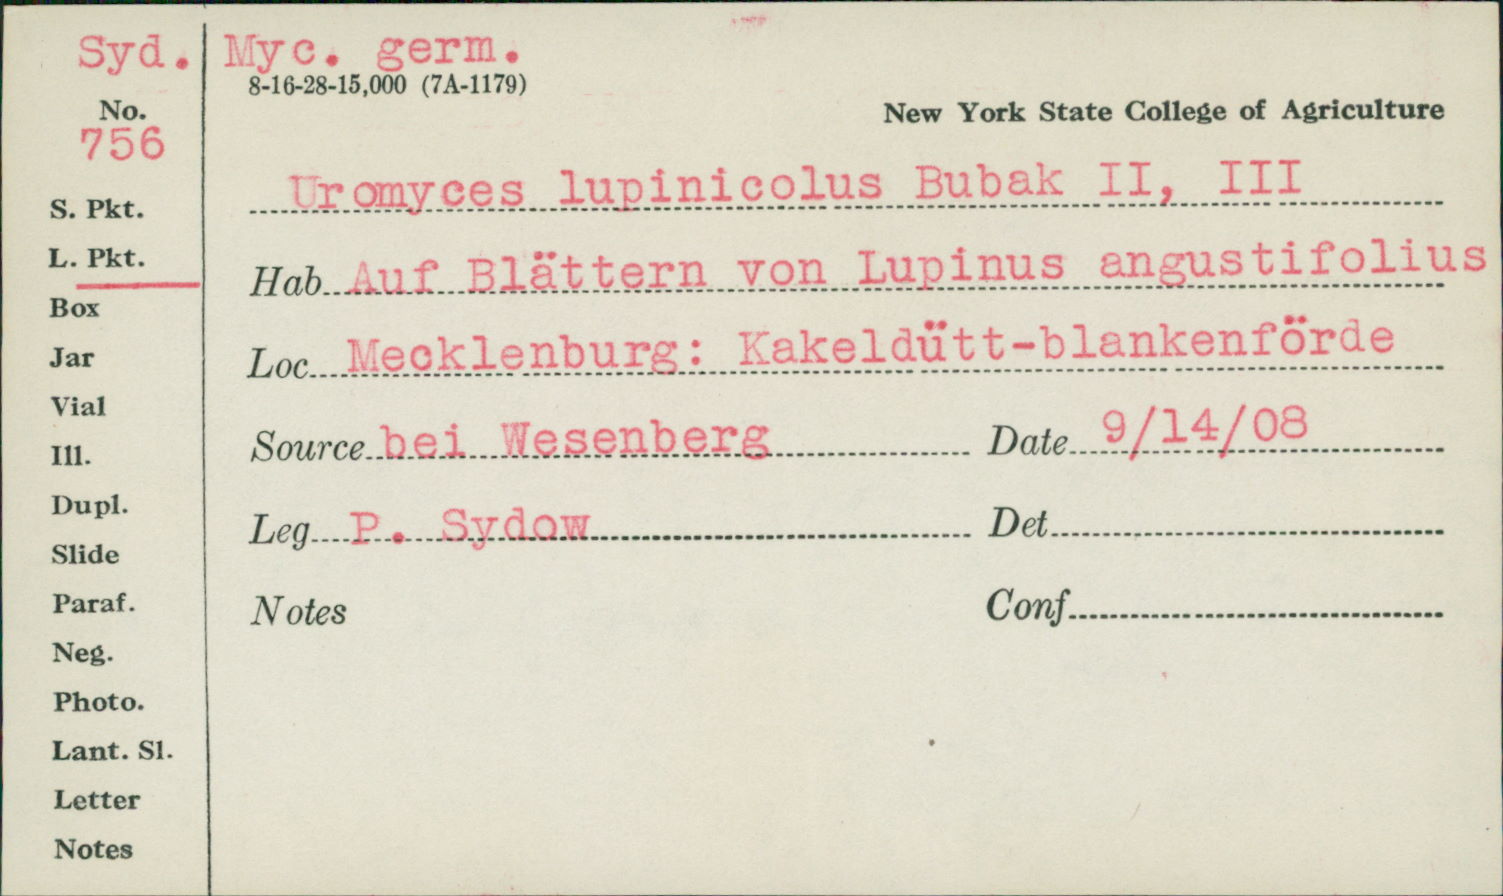 Syd. Myc. germ.
8-16-28-15,000 (7A-1179)
No.
New York State College of Agriculture
756
Uromyces lupinicolus Bubak II, III
S. Pkt.
L. Pkt.
Hab. Auf Blättern von Lupinus angustifolius
Box
Jar
Loc. Mecklenburg: Kakeldütt-blankenförde
Vial
Source bei Wesenberg Date 9/14/08
Ill.
Dupl.
Leg P. Sydow Det
Slide
Paraf.
Notes Conf
Neg.
Photo.
Lant. Sl.
Letter
Notes